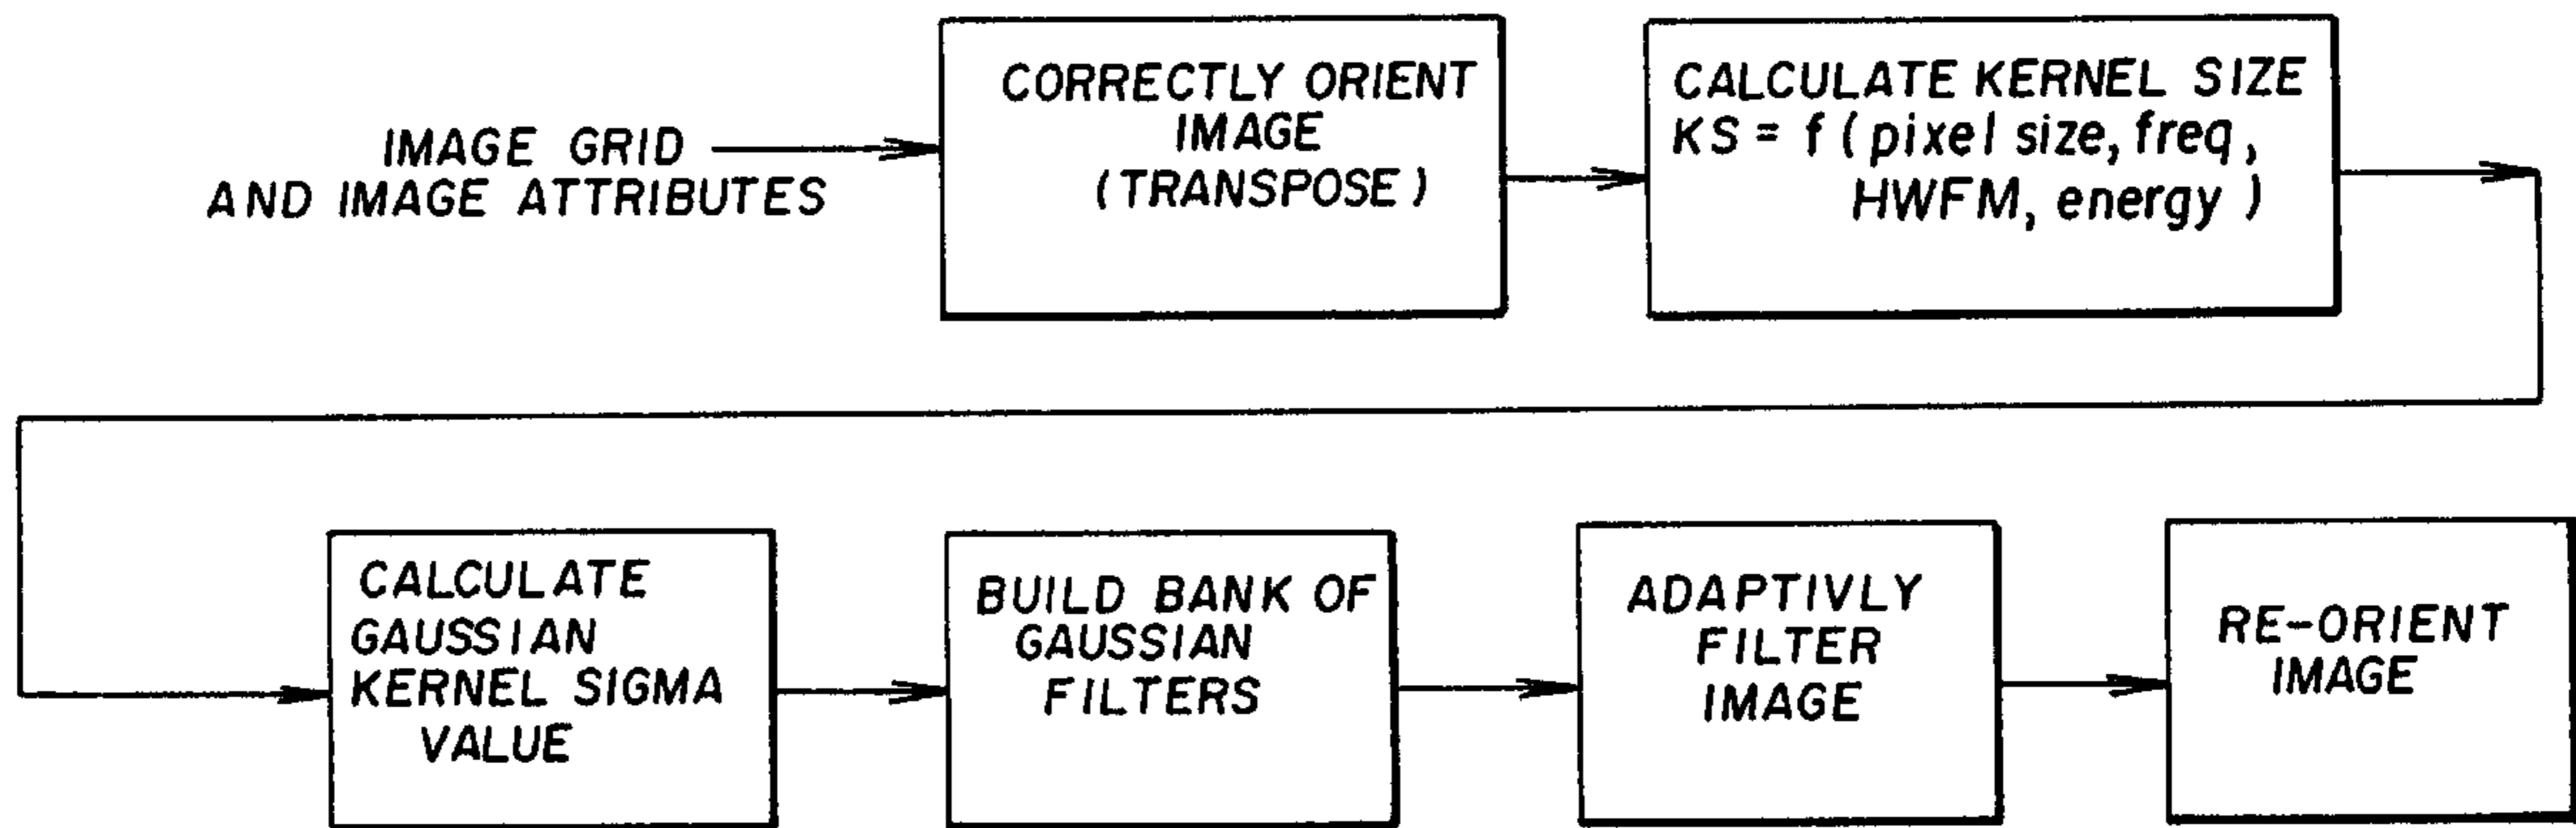 IMAGE GRID
AND IMAGE ATTRIBUTES
CORRECTLY ORIENT
IMAGE
(TRANSPOSE)
CALCULATE KERNEL SIZE
KS = f (pixel size, freq,
HWFM, energy)
CALCULATE
GAUSSIAN
KERNEL SIGMA
VALUE
BUILD BANK OF
GAUSSIAN
FILTERS
ADAPTIVLY
FILTER
IMAGE
RE-ORIENT
IMAGE